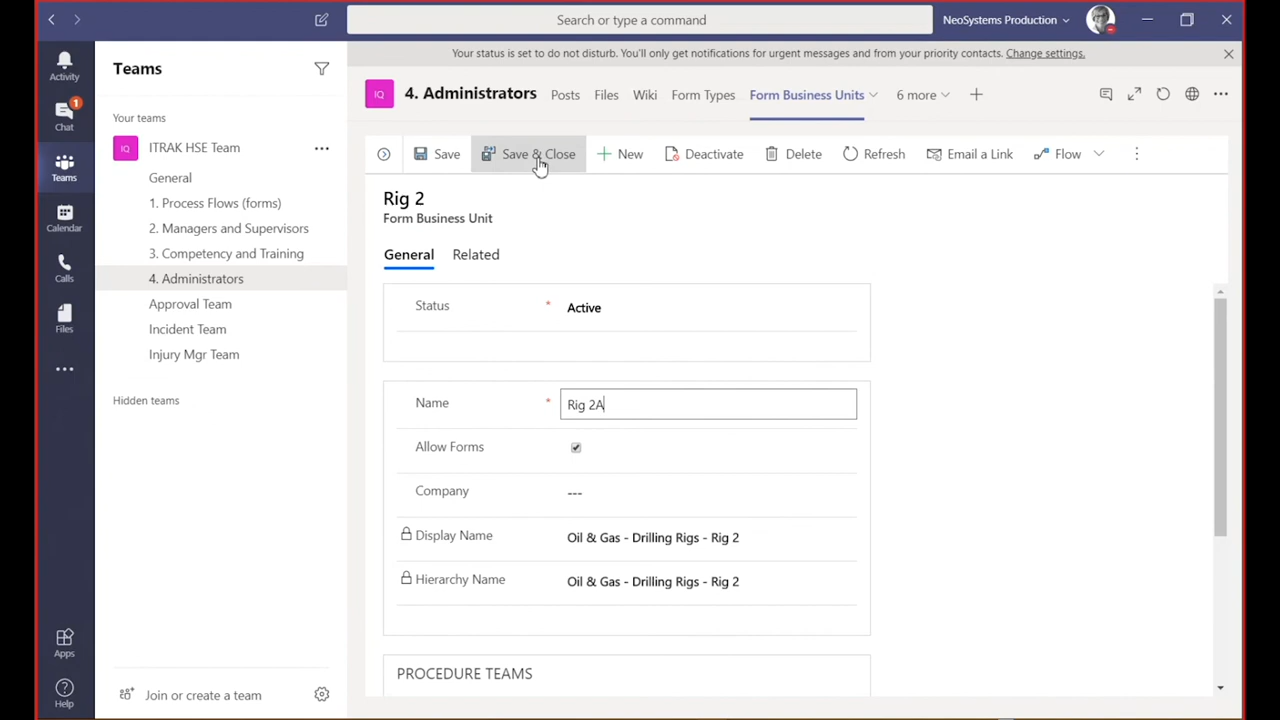 Search or type a command
NeoSystems Production
Your status is set to do not disturb. You'll only get notifications for urgent messages and from your priority contacts. Change settings.
Activity
Chat
1
Teams
Calendar
Calls
Files
Apps
Help
Teams
Your teams
IQ
ITRAK HSE Team
General
1. Process Flows (forms)
2. Managers and Supervisors
3. Competency and Training
4. Administrators
Approval Team
Incident Team
Injury Mgr Team
Hidden teams
Join or create a team
IQ
4. Administrators
Posts
Files
Wiki
Form Types
Form Business Units
6 more
Save
Save & Close
New
Deactivate
Delete
Refresh
Email a Link
Flow
Rig 2
Form Business Unit
General
Related
Status * Active
Name * Rig 2A
Allow Forms
Company ---
Display Name Oil & Gas - Drilling Rigs - Rig 2
Hierarchy Name Oil & Gas - Drilling Rigs - Rig 2
PROCEDURE TEAMS